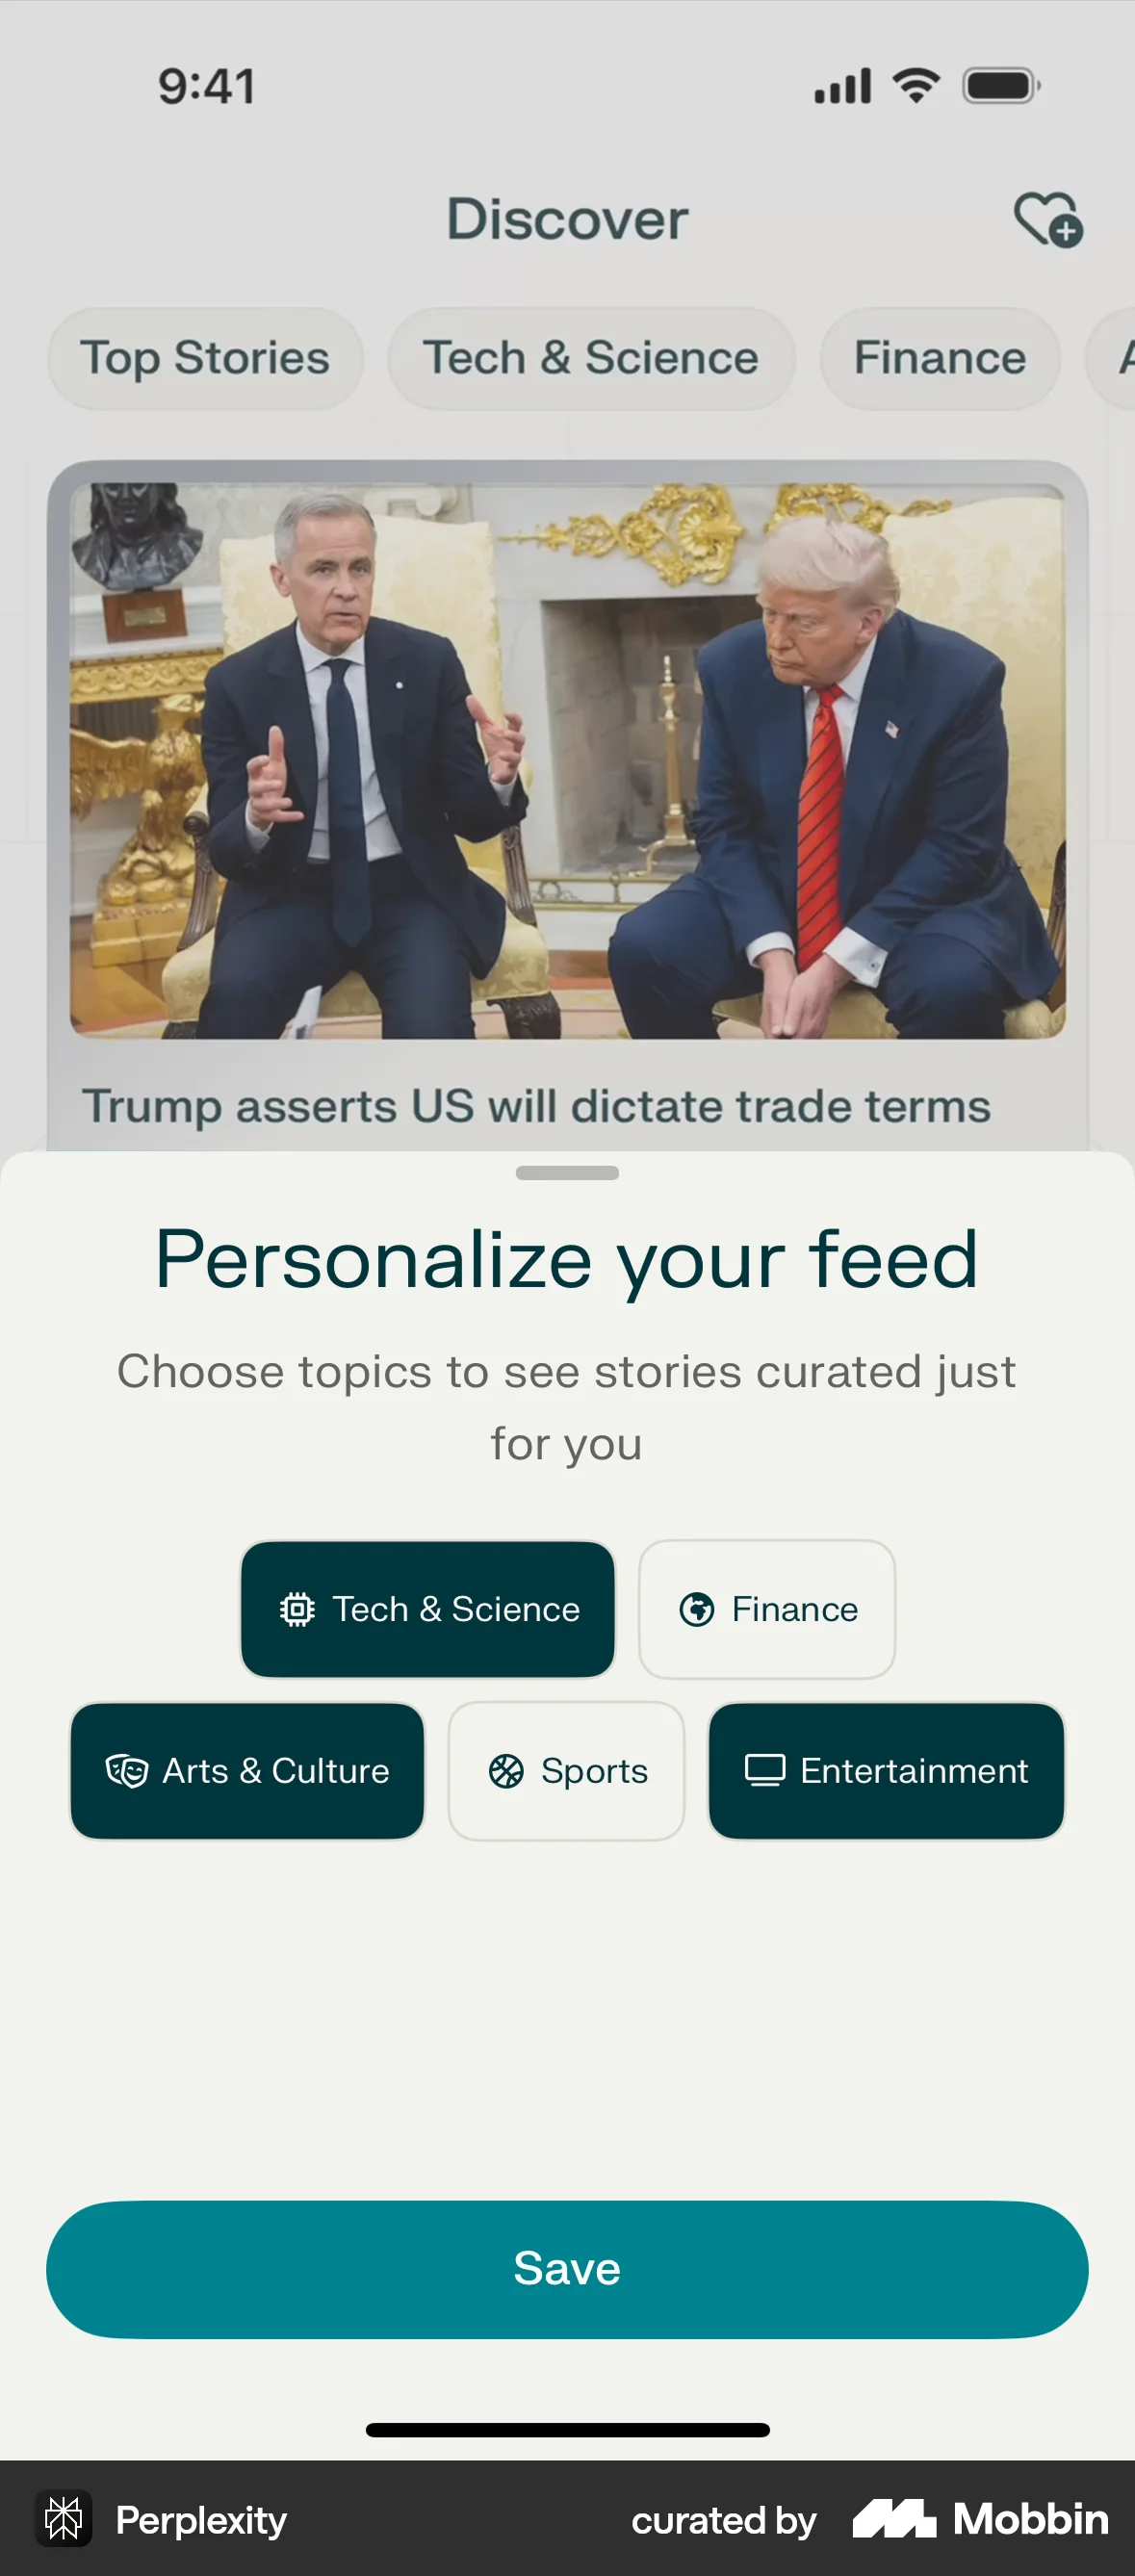 9:41
Discover
Top Stories
Tech & Science
Finance
A
Trump asserts US will dictate trade terms
Personalize your feed
Choose topics to see stories curated just
for you
Tech & Science
Finance
Arts & Culture
Sports
Entertainment
Save
Perplexity
curated by
Mobbin